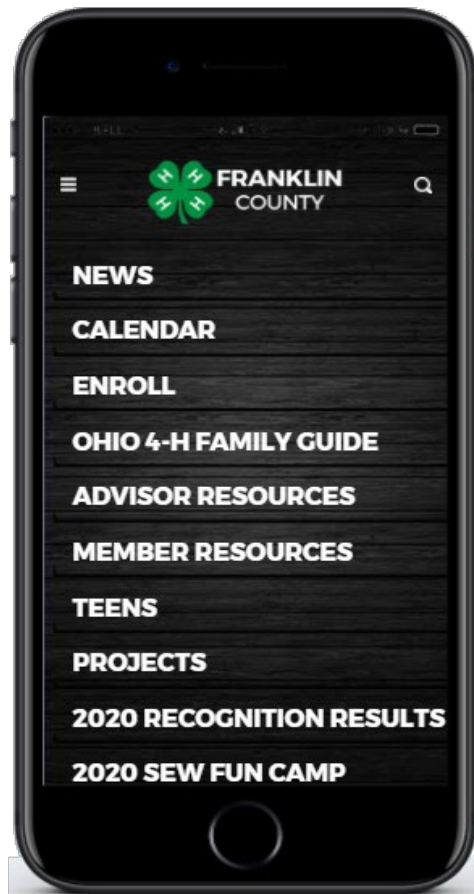 H H
FRANKLIN
H H
COUNTY
NEWS
CALENDAR
ENROLL
OHIO 4-H FAMILY GUIDE
ADVISOR RESOURCES
MEMBER RESOURCES
TEENS
PROJECTS
2020 RECOGNITION RESULTS
2020 SEW FUN CAMP